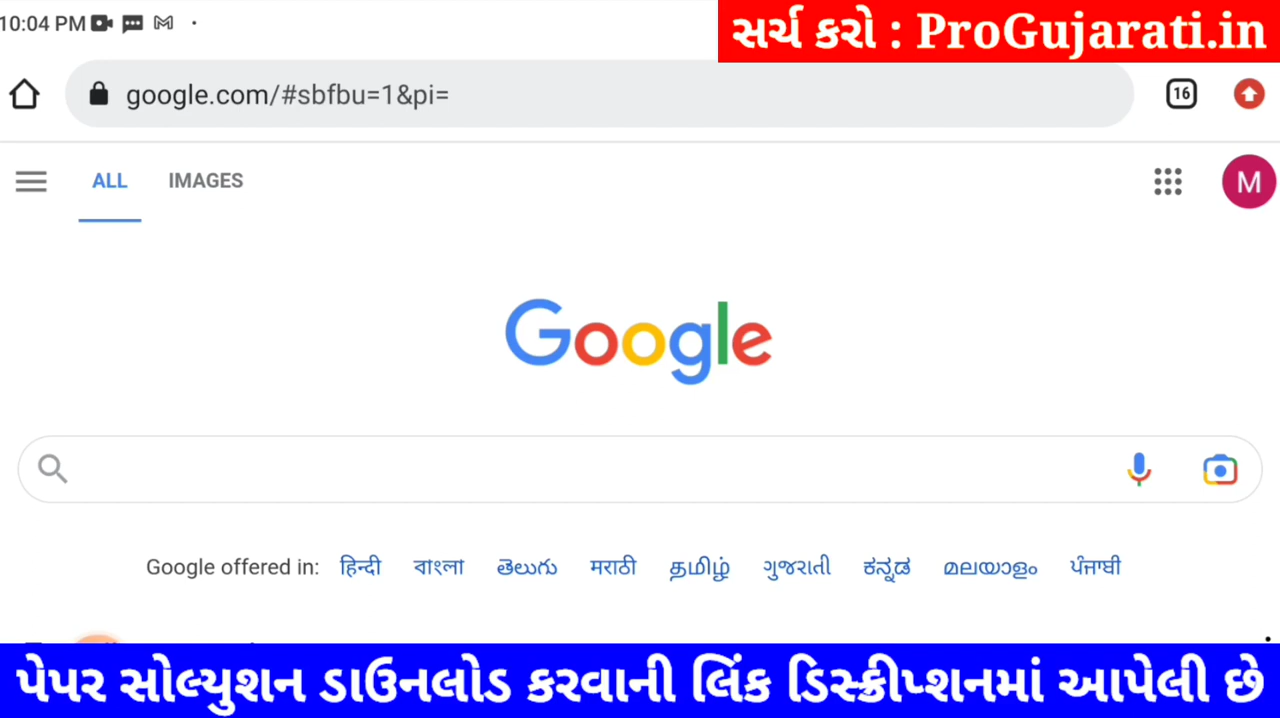 10:04 PM
સર્ચ કરો : ProGujarati.in
google.com/#sbfbu=1&pi=
16
ALL IMAGES
M
Google
Google offered in: हिन्दी বাংলা తెలుగు मराठी தமிழ் ગુજરાતી ಕನ್ನಡ മലയാളം ਪੰਜਾਬੀ
પેપર સોલ્યુશન ડાઉનલોડ કરવાની લિંક ડિસ્ક્રીપ્શનમાં આપેલી છે